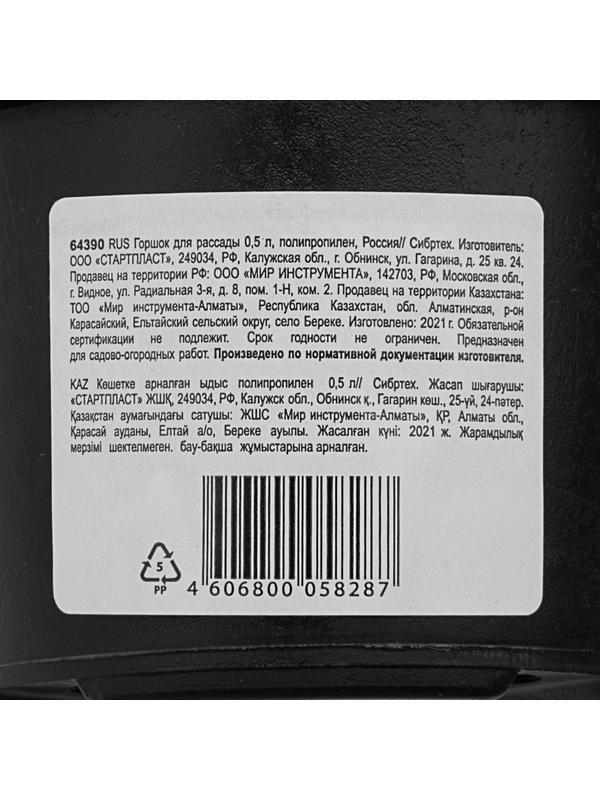 64390 RUS Горшок для рассады 0,5 л, полипропилен, Россия// Сибртех. Изготовитель:
ООО «СТАРТПЛАСТ», 249034, РФ, Калужская обл., г. Обнинск, ул. Гагарина, д. 25 кв. 24.
Продавец на территории РФ: ООО «МИР ИНСТРУМЕНТА», 142703, РФ, Московская обл.,
г. Видное, ул. Радиальная 3-я, д. 8, пом. 1-Н, ком. 2. Продавец на территории Казахстана:
ТОО «Мир инструмента-Алматы», Республика Казахстан, обл. Алматинская, р-он
Карасайский, Ельтайский сельский округ, село Береке. Изготовлено: 2021 г. Обязательной
сертификации не подлежит. Срок годности не ограничен. Предназначен
для садово-огородных работ. Произведено по нормативной документации изготовителя.
KAZ Көшетке арналған ыдыс полипропилен 0,5 л// Сибртех. Жасап шығарушы:
«СТАРТПЛАСТ» ЖШҚ, 249034, РФ, Калужск обл., Обнинск қ., Гагарин көш., 25-үй, 24-пәтер.
Қазақстан аумағындағы сатушы: ЖШС «Мир инструмента-Алматы», ҚР, Алматы обл.,
Қарасай ауданы, Елтай а/о, Береке ауылы. Жасалған күні: 2021 ж. Жарамдылық
мерзімі шектелмеген. бау-бақша жұмыстарына арналған.
5
PP
4 606800 058287